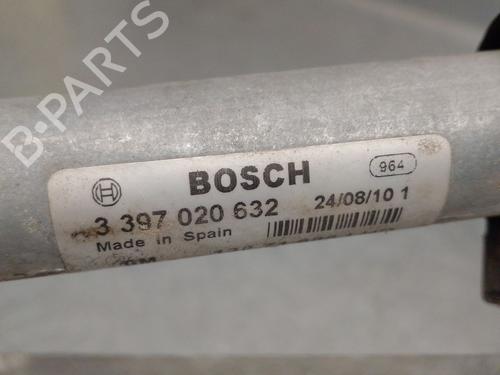 B-PARTS
BOSCH
964
3 397 020 632 24/08/10 1
Made in Spain